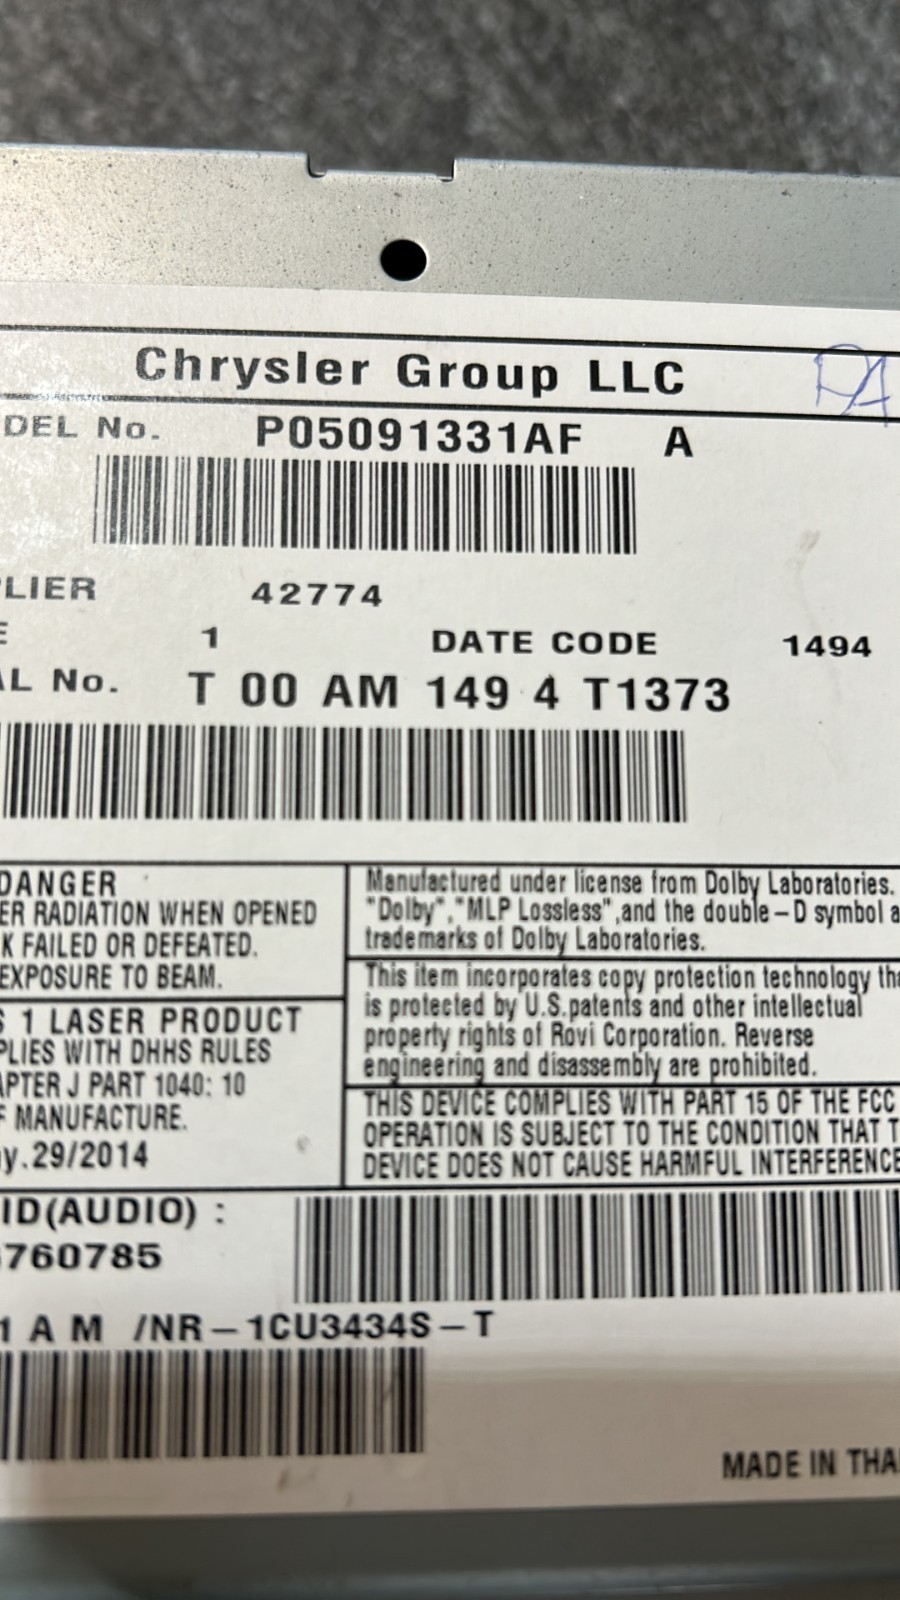 Chrysler Group LLC
DEL No. P05091331AF A
PLIER 42774
E 1 DATE CODE 1494
AL No. T 00 AM 149 4 T1373
DANGER
ER RADIATION WHEN OPENED
K FAILED OR DEFEATED.
EXPOSURE TO BEAM.
S 1 LASER PRODUCT
PLIES WITH DHHS RULES
APTER J PART 1040: 10
F MANUFACTURE.
y.29/2014
Manufactured under license from Dolby Laboratories.
"Dolby","MLP Lossless",and the double-D symbol a
trademarks of Dolby Laboratories.
This item incorporates copy protection technology tha
is protected by U.S.patents and other intellectual
property rights of Rovi Corporation. Reverse
engineering and disassembly are prohibited.
THIS DEVICE COMPLIES WITH PART 15 OF THE FCC
OPERATION IS SUBJECT TO THE CONDITION THAT T
DEVICE DOES NOT CAUSE HARMFUL INTERFERENCE
ID(AUDIO) :
760785
1 A M /NR-1CU3434S-T
MADE IN THA